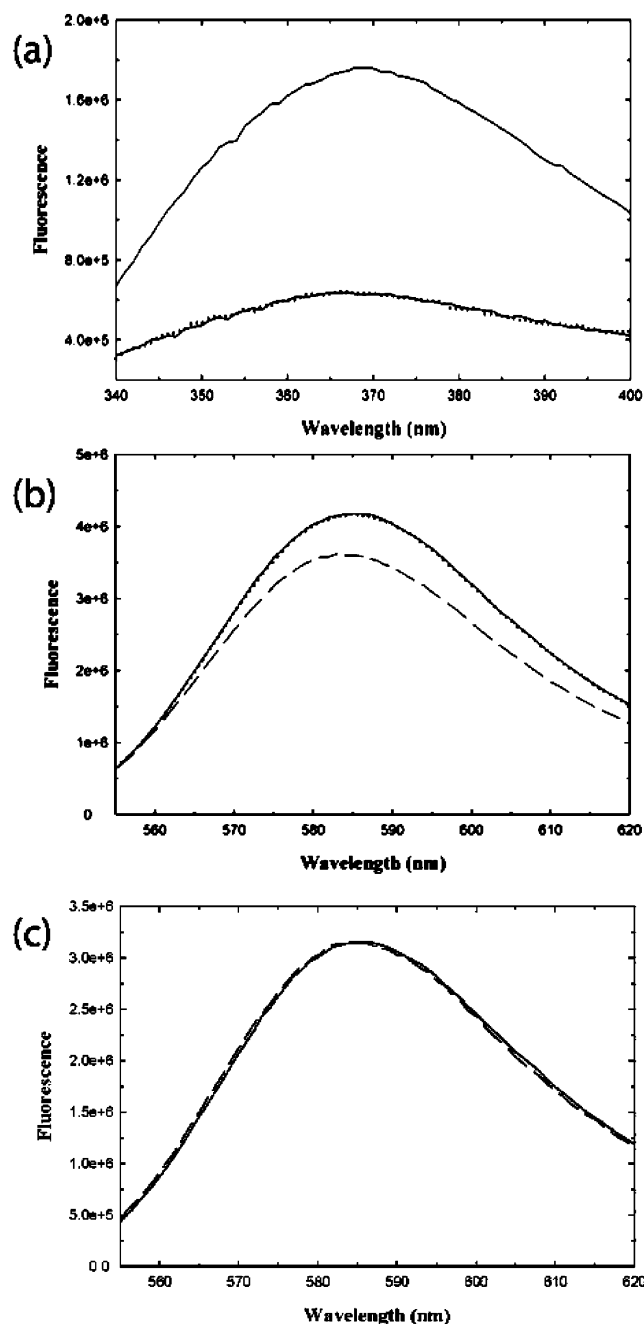 (a)
Fluorescence
2.0e+6
1.8e+6
1.2e+6
8.0e+5
4.0e+5
340 350 360 370 380 390 400
Wavelength (nm)
(b)
Fluorescence
5e+6
4e+6
3e+6
2e+6
1e+6
0
560 570 580 590 600 610 620
Wavelength (nm)
(c)
Fluorescence
3.5e+6
3.0e+6
2.5e+6
2.0e+6
1.5e+6
1.0e+6
5.0e+5
0 0
560 570 580 590 600 610 620
Wavelength (nm)